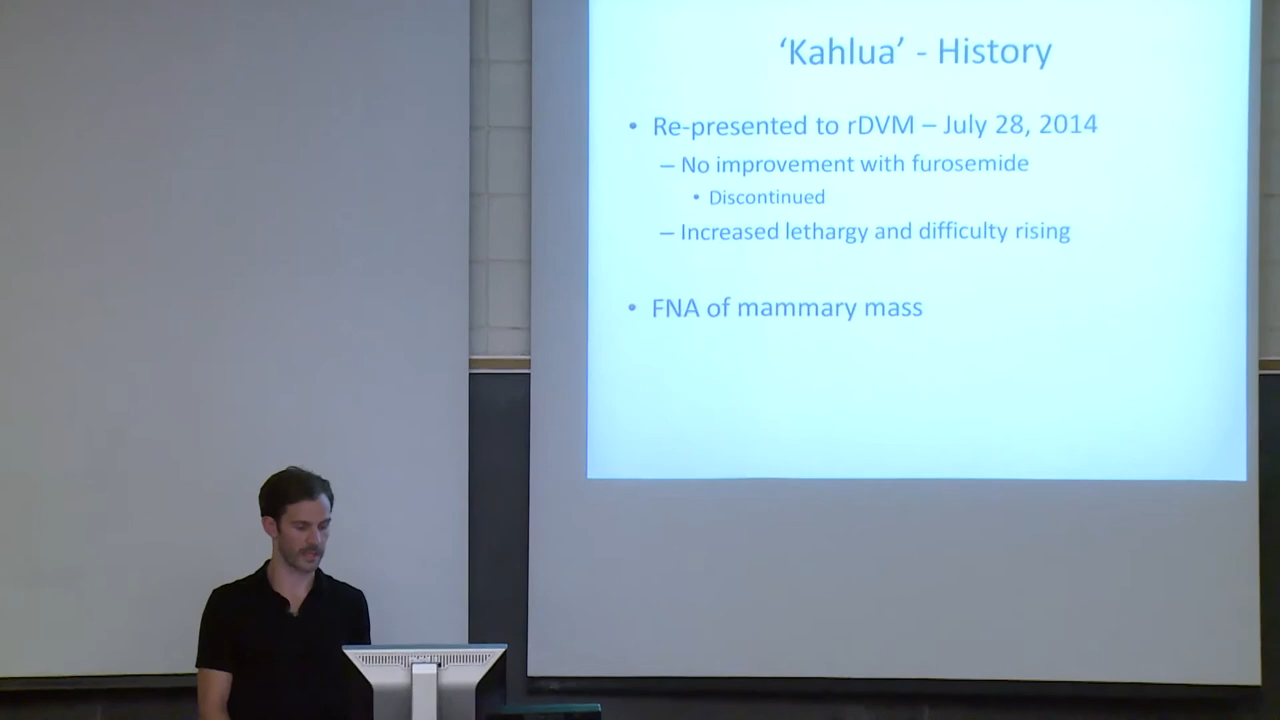 ‘Kahlua’ - History
• Re-presented to rDVM – July 28, 2014
– No improvement with furosemide
• Discontinued
– Increased lethargy and difficulty rising
• FNA of mammary mass